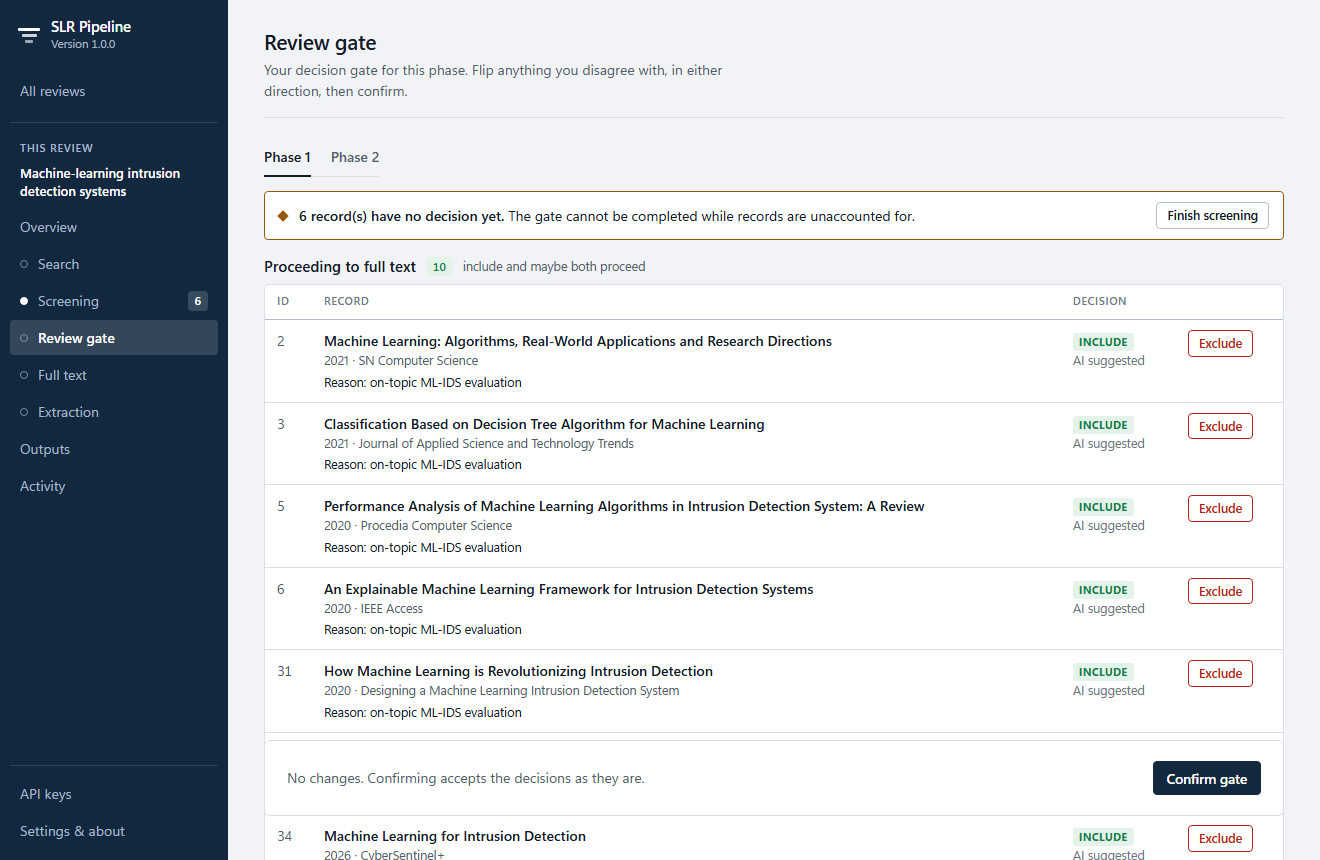 SLR Pipeline
Version 1.0.0
All reviews
THIS REVIEW
Machine-learning intrusion
detection systems
Overview
Search
Screening 6
Review gate
Full text
Extraction
Outputs
Activity
API keys
Settings & about
Review gate
Your decision gate for this phase. Flip anything you disagree with, in either
direction, then confirm.
Phase 1 Phase 2
6 record(s) have no decision yet. The gate cannot be completed while records are unaccounted for. Finish screening
Proceeding to full text 10 include and maybe both proceed
ID RECORD DECISION
2 Machine Learning: Algorithms, Real-World Applications and Research Directions INCLUDE Exclude
2021 · SN Computer Science AI suggested
Reason: on-topic ML-IDS evaluation
3 Classification Based on Decision Tree Algorithm for Machine Learning INCLUDE Exclude
2021 · Journal of Applied Science and Technology Trends AI suggested
Reason: on-topic ML-IDS evaluation
5 Performance Analysis of Machine Learning Algorithms in Intrusion Detection System: A Review INCLUDE Exclude
2020 · Procedia Computer Science AI suggested
Reason: on-topic ML-IDS evaluation
6 An Explainable Machine Learning Framework for Intrusion Detection Systems INCLUDE Exclude
2020 · IEEE Access AI suggested
Reason: on-topic ML-IDS evaluation
31 How Machine Learning is Revolutionizing Intrusion Detection INCLUDE Exclude
2020 · Designing a Machine Learning Intrusion Detection System AI suggested
Reason: on-topic ML-IDS evaluation
No changes. Confirming accepts the decisions as they are. Confirm gate
34 Machine Learning for Intrusion Detection INCLUDE Exclude
2026 · CyberSentinel+ AI suggested